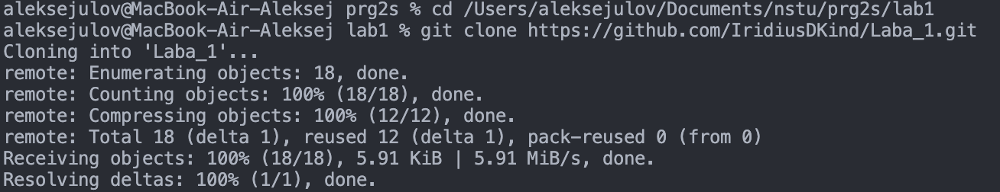 aleksejulov@MacBook-Air-Aleksej prg2s % cd /Users/aleksejulov/Documents/nstu/prg2s/lab1
aleksejulov@MacBook-Air-Aleksej lab1 % git clone https://github.com/IridiusDKind/Laba_1.git
Cloning into 'Laba_1'...
remote: Enumerating objects: 18, done.
remote: Counting objects: 100% (18/18), done.
remote: Compressing objects: 100% (12/12), done.
remote: Total 18 (delta 1), reused 12 (delta 1), pack-reused 0 (from 0)
Receiving objects: 100% (18/18), 5.91 KiB | 5.91 MiB/s, done.
Resolving deltas: 100% (1/1), done.